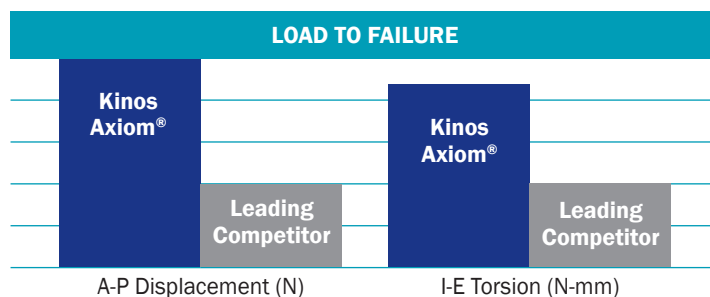 LOAD TO FAILURE
Kinos
Axiom®
Leading
Competitor
Kinos
Axiom®
Leading
Competitor
A-P Displacement (N)
I-E Torsion (N-mm)